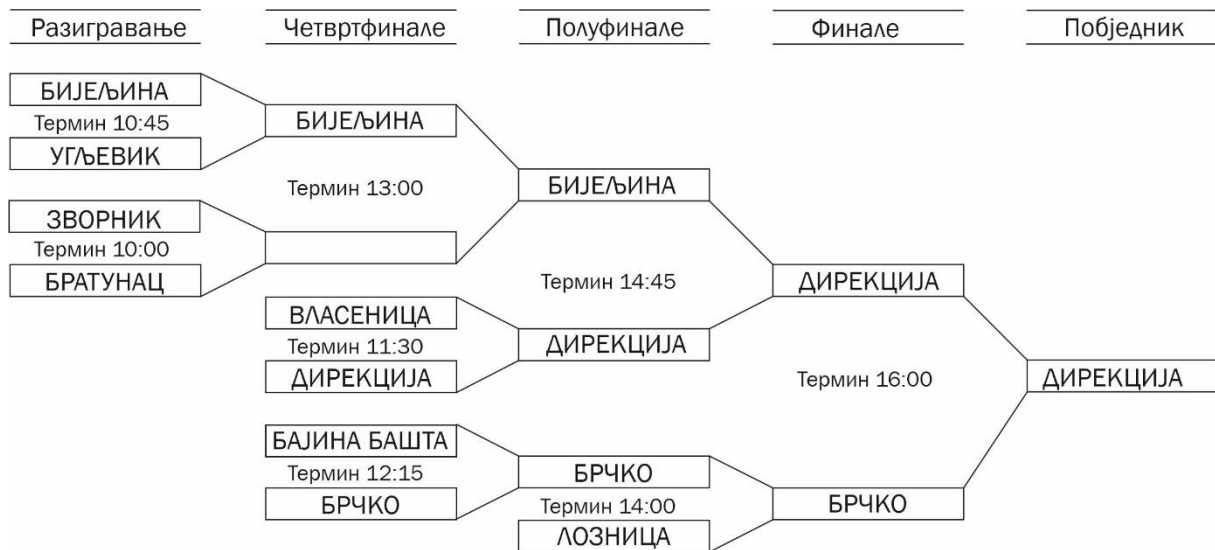 Разигравање
Четвртфинале
Полуфинале
Финале
Побједник
БИЈЕЉИНА
Термин 10:45
УГЉЕВИК
ЗВОРНИК
Термин 10:00
БРАТУНАЦ
БИЈЕЉИНА
Термин 13:00
ВЛАСЕНИЦА
Термин 11:30
ДИРЕКЦИЈА
БАЈИНА БАШТА
Термин 12:15
БРЧКО
БИЈЕЉИНА
Термин 14:45
ДИРЕКЦИЈА
БРЧКО
Термин 14:00
ЛОЗНИЦА
ДИРЕКЦИЈА
Термин 16:00
БРЧКО
ДИРЕКЦИЈА